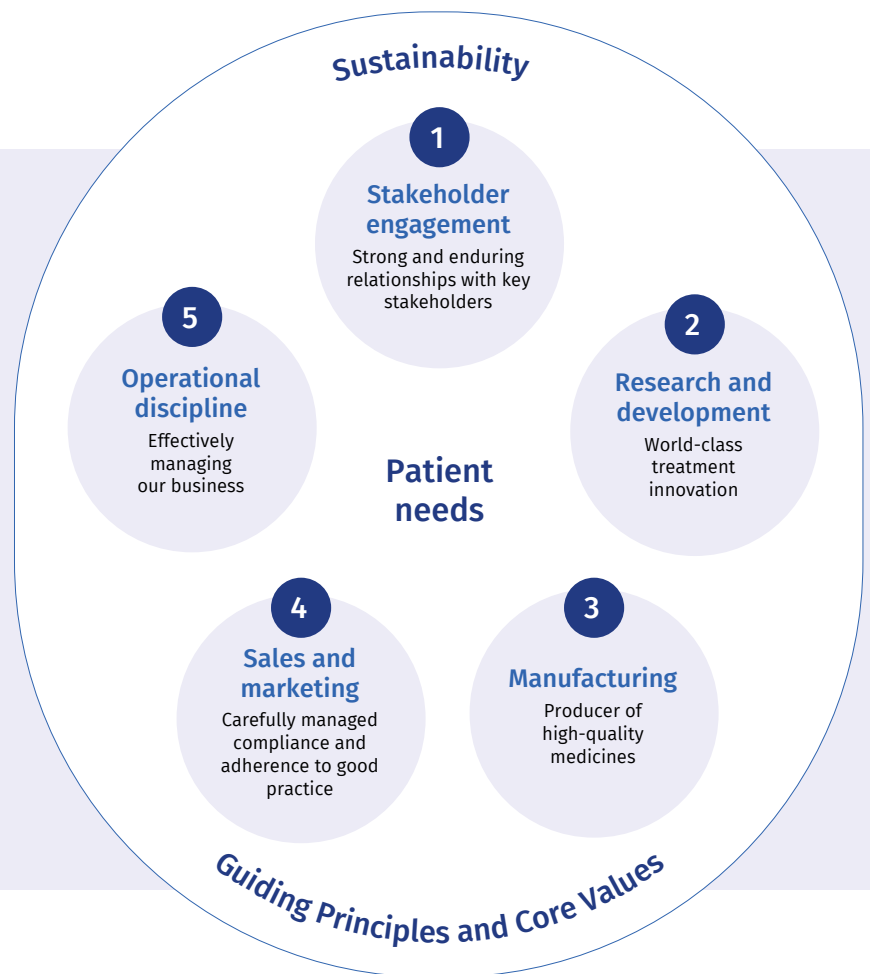 Sustainability
1
Stakeholder
engagement
Strong and enduring
relationships with key
stakeholders
2
Research and
development
World-class
treatment
innovation
3
Manufacturing
Producer of
high-quality
medicines
4
Sales and
marketing
Carefully managed
compliance and
adherence to good
practice
5
Operational
discipline
Effectively
managing
our business
Patient
needs
Guiding Principles and Core Values